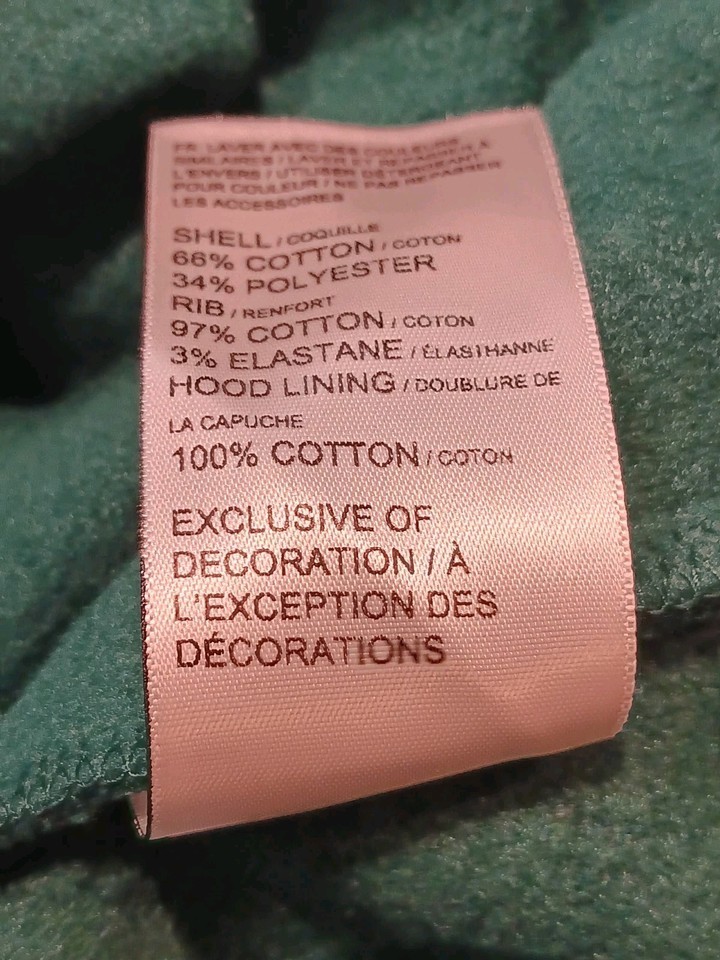 FR. LAVER AVEC DES COULEURS
SIMILAIRES / LAVER ET REPASSER À
L'ENVERS / UTILISER DÉTERGEANT
POUR COULEUR / NE PAS REPASSER
LES ACCESSOIRES
SHELL / COQUILLE
66% COTTON / COTON
34% POLYESTER
RIB / RENFORT
97% COTTON / COTON
3% ELASTANE / ÉLASTHANNE
HOOD LINING / DOUBLURE DE
LA CAPUCHE
100% COTTON / COTON
EXCLUSIVE OF
DECORATION / À
L'EXCEPTION DES
DÉCORATIONS